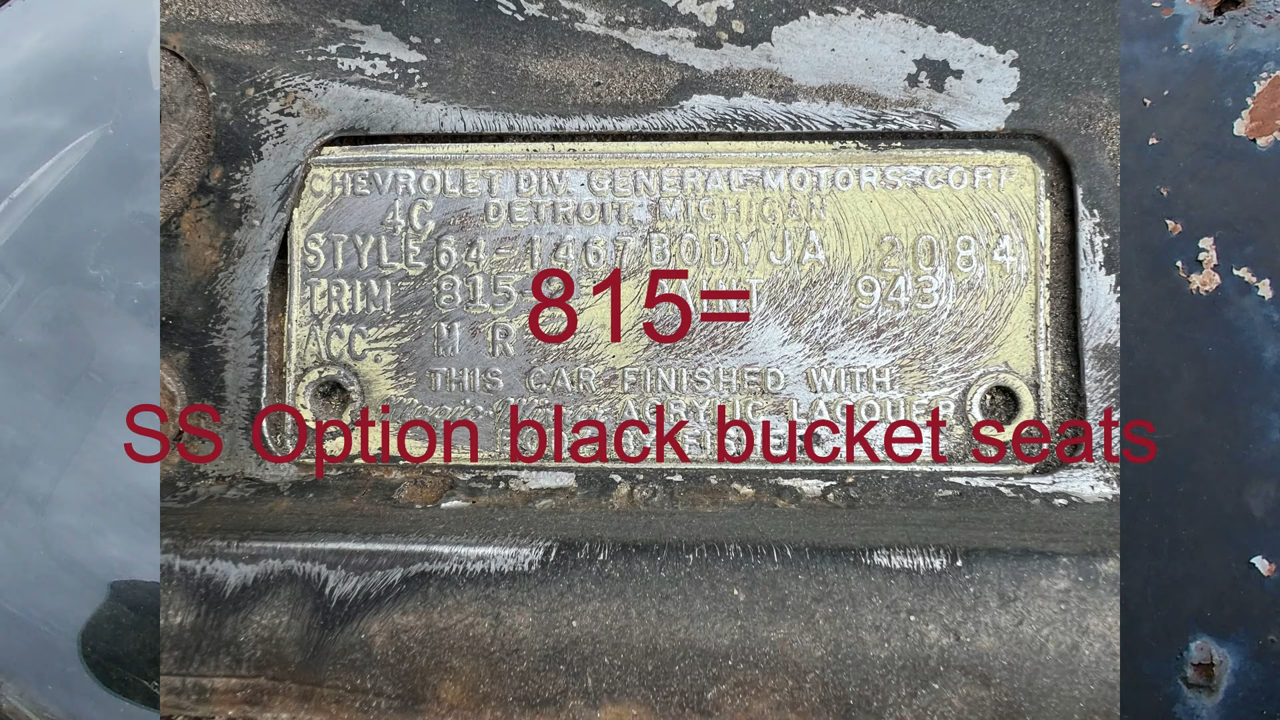 CHEVROLET DIV. GENERAL MOTORS CORP
4C DETROIT, MICHIGAN
STYLE 64-1467 BODY JA 2084
TRIM 815 943
ACC. M R
815=
THIS CAR FINISHED WITH
ACRYLIC LACQUER
SS Option black bucket seats